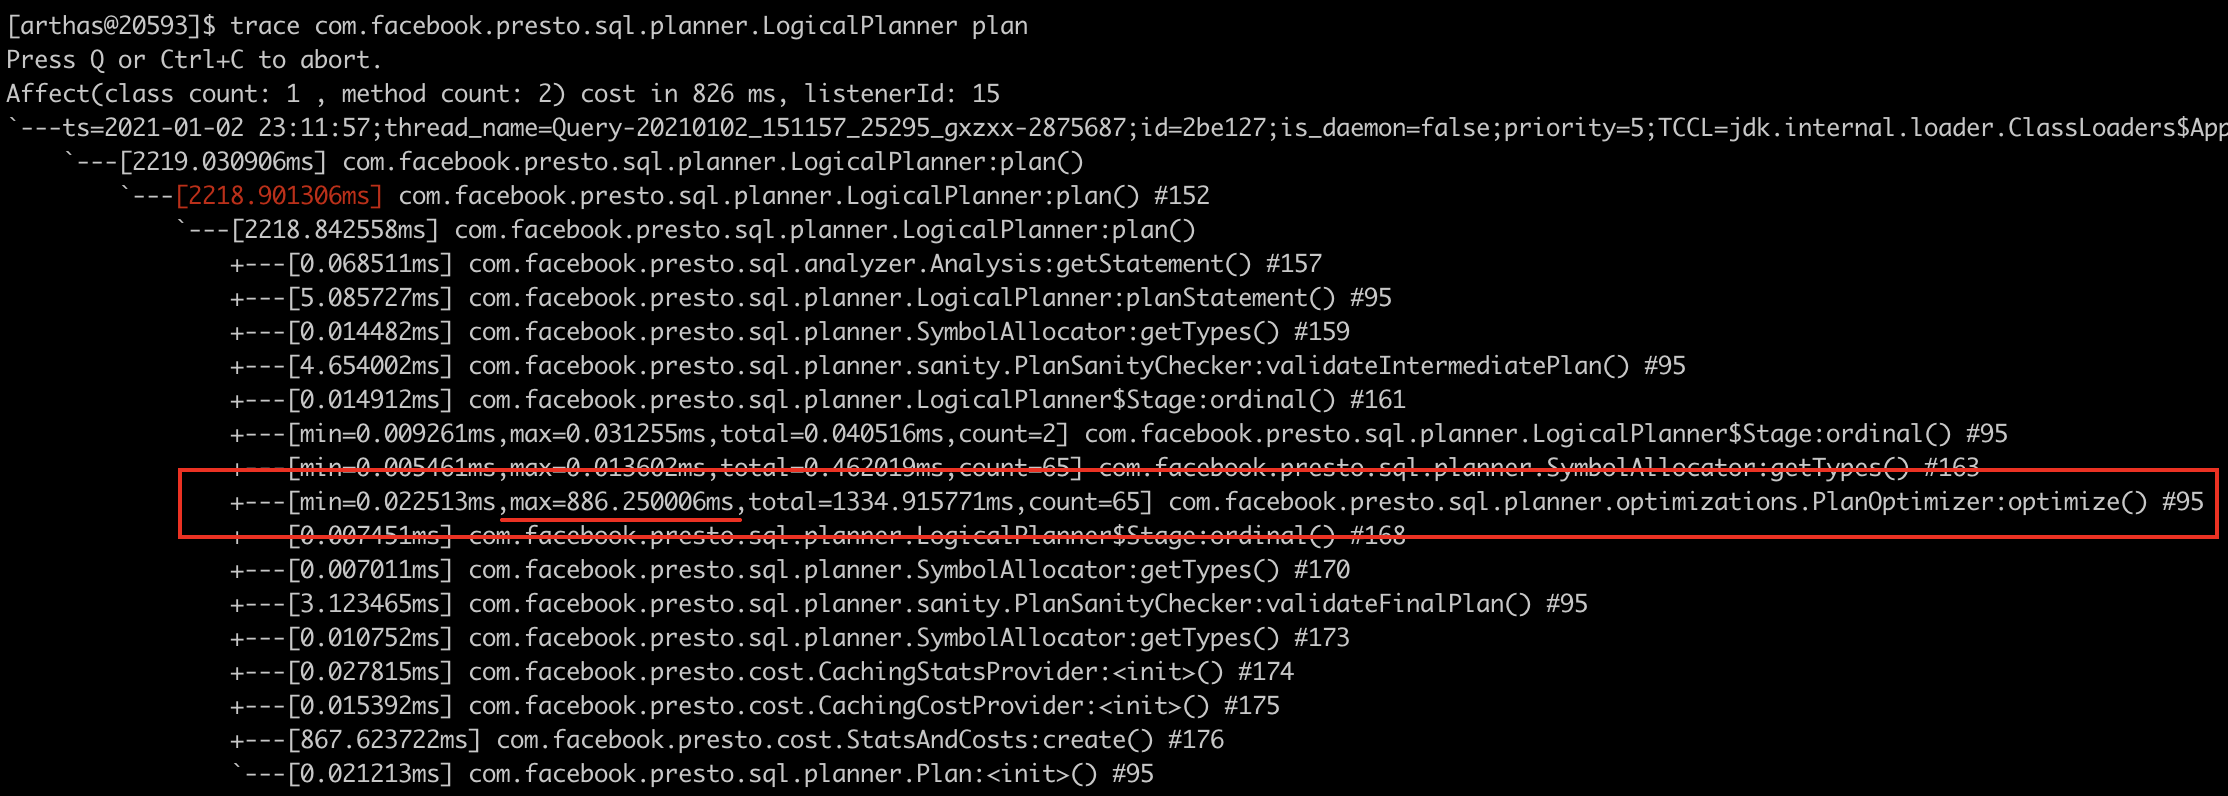 [arthas@20593]$ trace com.facebook.presto.sql.planner.LogicalPlanner plan
Press Q or Ctrl+C to abort.
Affect(class count: 1 , method count: 2) cost in 826 ms, listenerId: 15
`---ts=2021-01-02 23:11:57;thread_name=Query-20210102_151157_25295_gxzxx-2875687;id=2be127;is_daemon=false;priority=5;TCCL=jdk.internal.loader.ClassLoaders$App
    `---[2219.030906ms] com.facebook.presto.sql.planner.LogicalPlanner:plan()
        `---[2218.901306ms] com.facebook.presto.sql.planner.LogicalPlanner:plan() #152
            `---[2218.842558ms] com.facebook.presto.sql.planner.LogicalPlanner:plan()
                +---[0.068511ms] com.facebook.presto.sql.analyzer.Analysis:getStatement() #157
                +---[5.085727ms] com.facebook.presto.sql.planner.LogicalPlanner:planStatement() #95
                +---[0.014482ms] com.facebook.presto.sql.planner.SymbolAllocator:getTypes() #159
                +---[4.654002ms] com.facebook.presto.sql.planner.sanity.PlanSanityChecker:validateIntermediatePlan() #95
                +---[0.014912ms] com.facebook.presto.sql.planner.LogicalPlanner$Stage:ordinal() #161
                +---[min=0.009261ms,max=0.031255ms,total=0.040516ms,count=2] com.facebook.presto.sql.planner.LogicalPlanner$Stage:ordinal() #95
                +---[min=0.005461ms,max=0.013602ms,total=0.462019ms,count=65] com.facebook.presto.sql.planner.SymbolAllocator:getTypes() #163
                +---[min=0.022513ms,max=886.250006ms,total=1334.915771ms,count=65] com.facebook.presto.sql.planner.optimizations.PlanOptimizer:optimize() #95
                +---[0.007451ms] com.facebook.presto.sql.planner.LogicalPlanner$Stage:ordinal() #168
                +---[0.007011ms] com.facebook.presto.sql.planner.SymbolAllocator:getTypes() #170
                +---[3.123465ms] com.facebook.presto.sql.planner.sanity.PlanSanityChecker:validateFinalPlan() #95
                +---[0.010752ms] com.facebook.presto.sql.planner.SymbolAllocator:getTypes() #173
                +---[0.027815ms] com.facebook.presto.cost.CachingStatsProvider:<init>() #174
                +---[0.015392ms] com.facebook.presto.cost.CachingCostProvider:<init>() #175
                +---[867.623722ms] com.facebook.presto.cost.StatsAndCosts:create() #176
                `---[0.021213ms] com.facebook.presto.sql.planner.Plan:<init>() #95